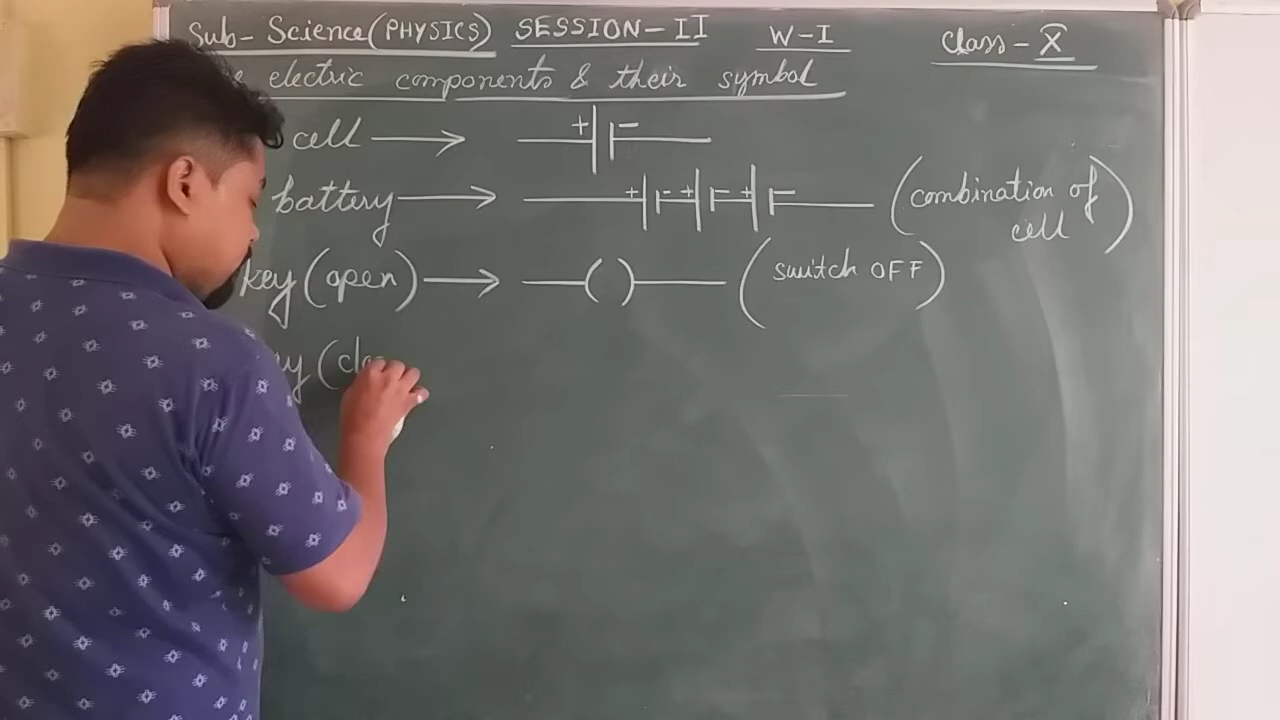 Sub- Science (PHYSICS) SESSION-II W-I Class - X
electric components & their symbol
cell → + -
battery → + - + - + - (combination of cell)
key (open) → ( ) (switch OFF)